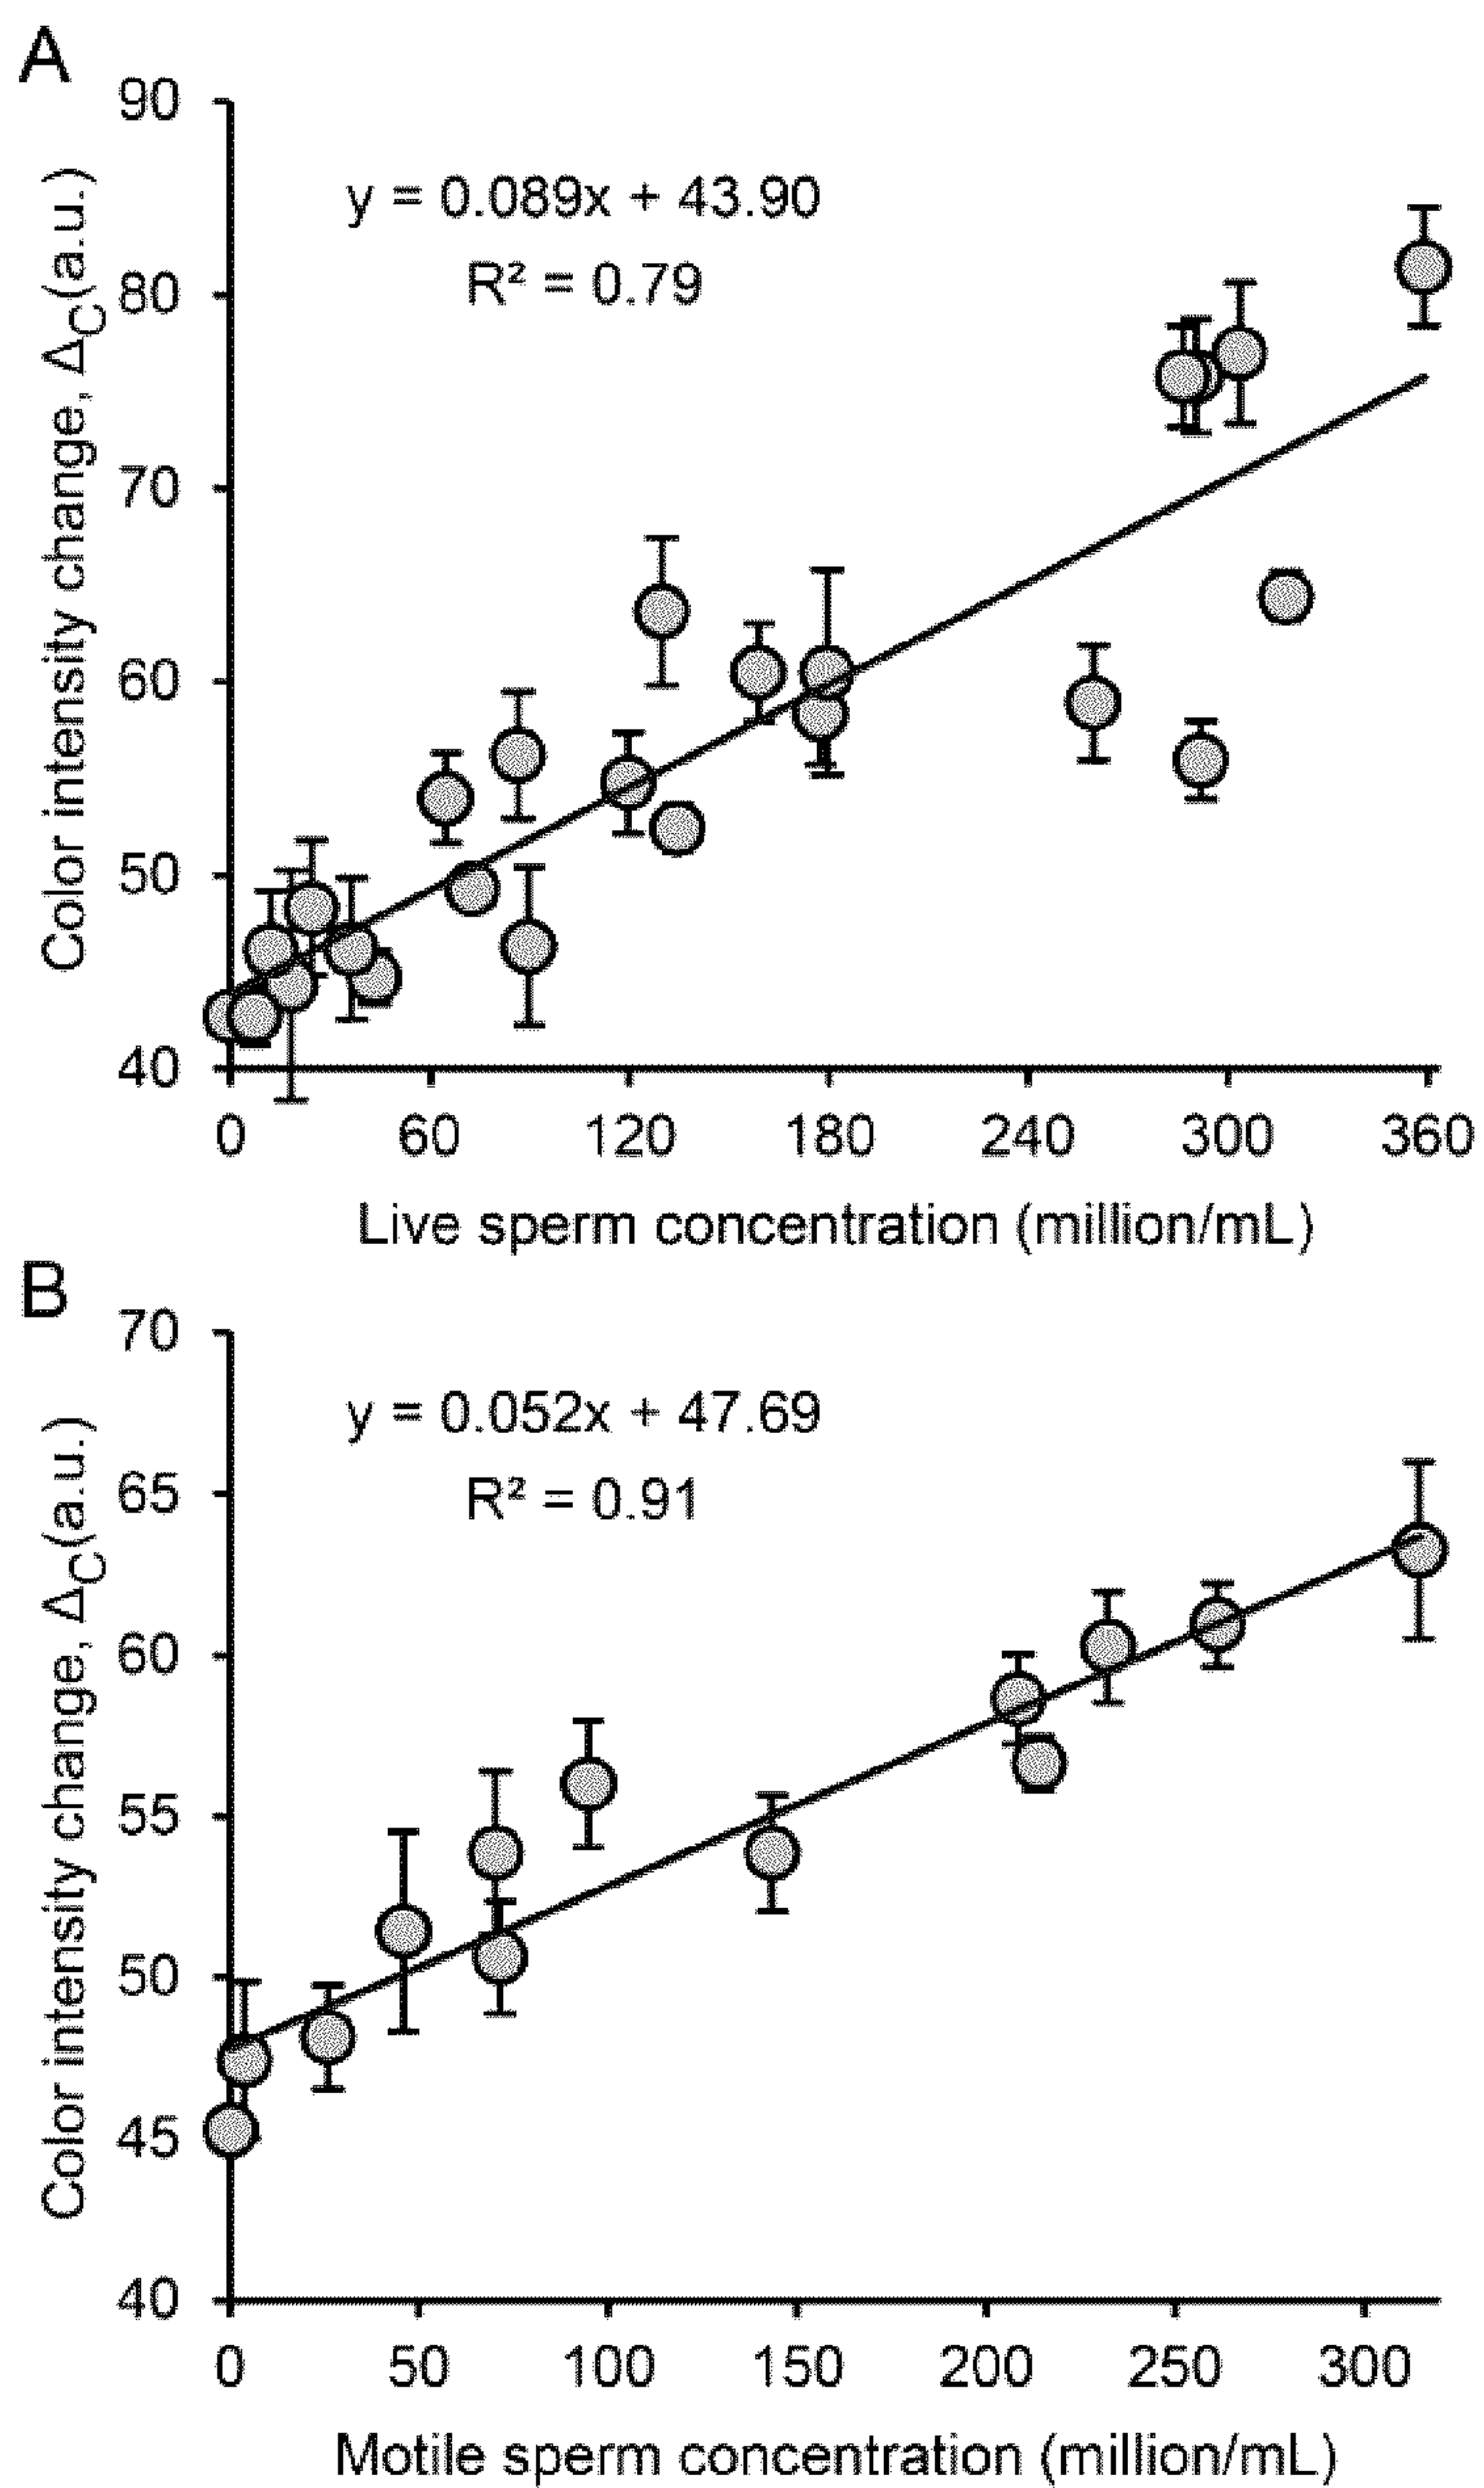 A
90
80
70
60
50
40
Color intensity change, ΔC(a.u.)
y = 0.089x + 43.90
R² = 0.79
0 60 120 180 240 300 360
Live sperm concentration (million/mL)
B
70
65
60
55
50
45
40
Color intensity change, ΔC(a.u.)
y = 0.052x + 47.69
R² = 0.91
0 50 100 150 200 250 300
Motile sperm concentration (million/mL)